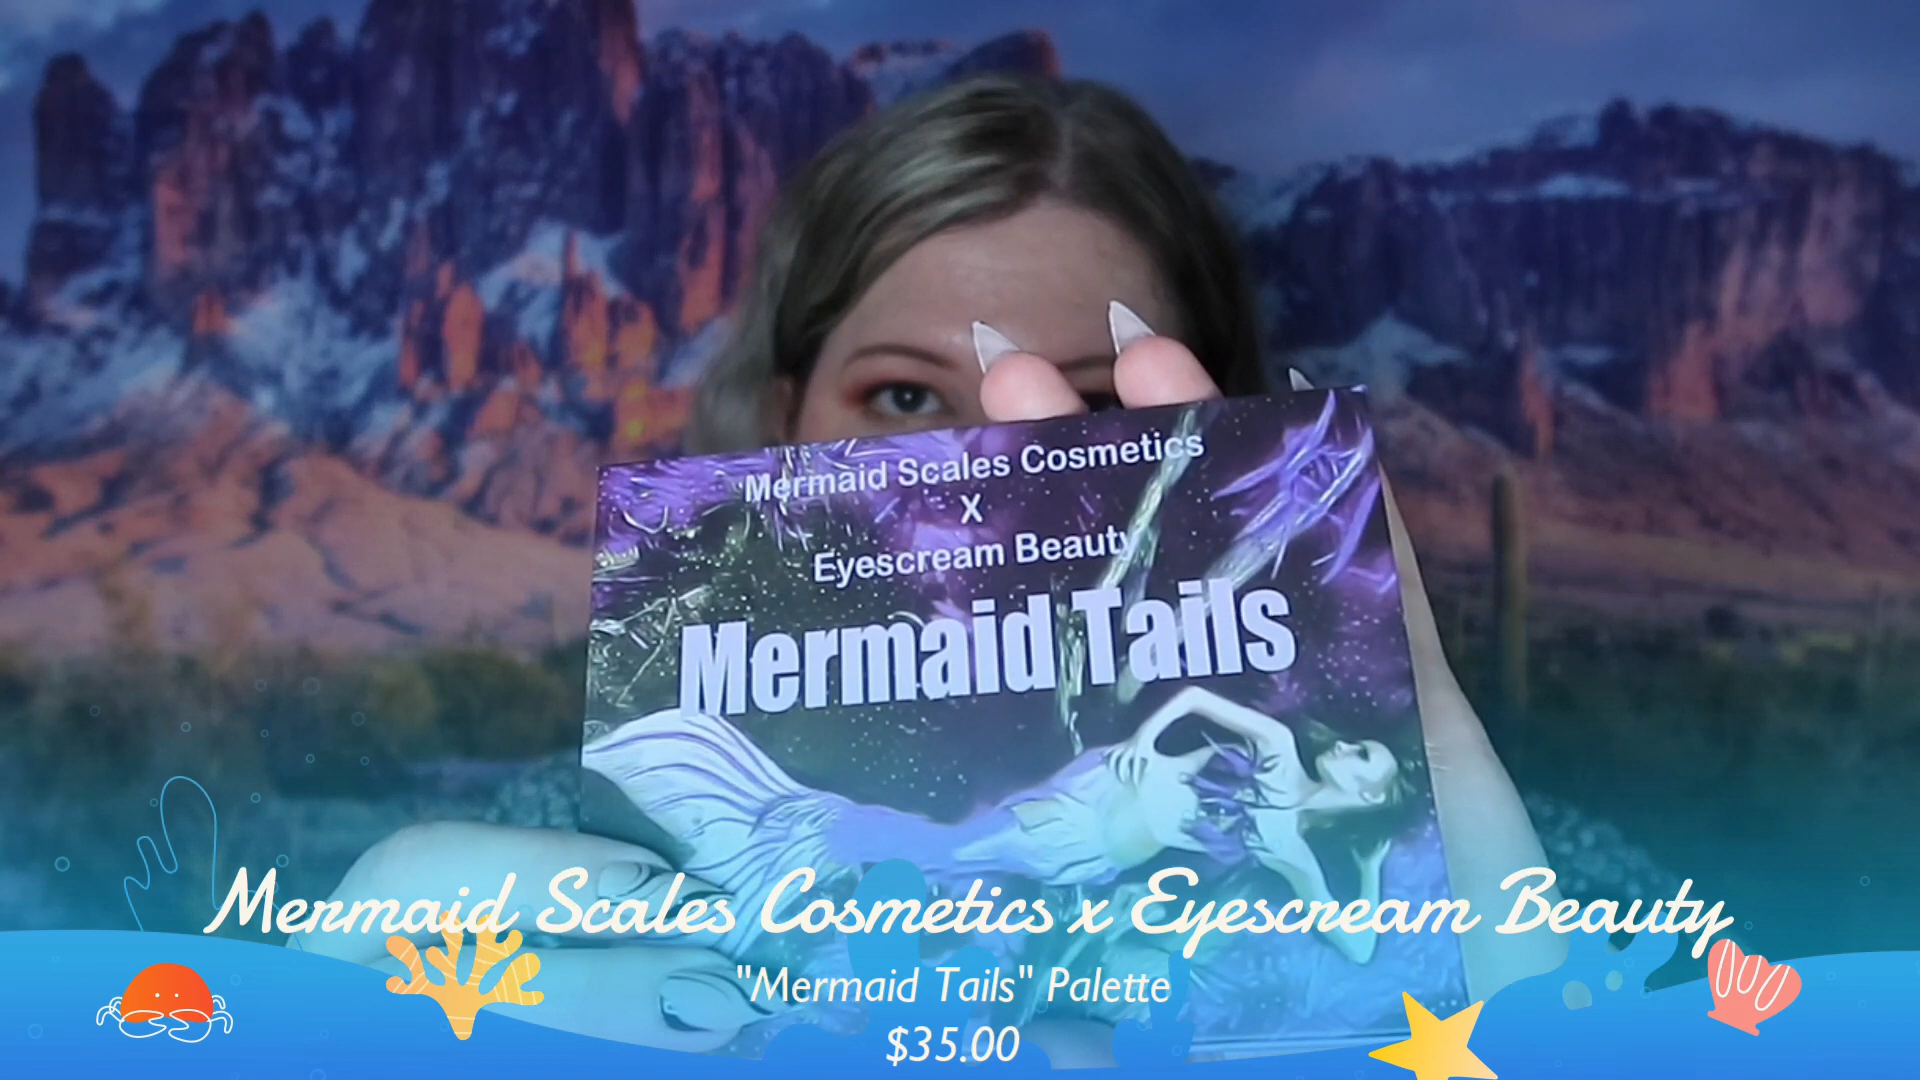 Mermaid Scales Cosmetics
X
Eyescream Beauty
Mermaid Tails
Mermaid Scales Cosmetics x Eyescream Beauty
"Mermaid Tails" Palette
$35.00